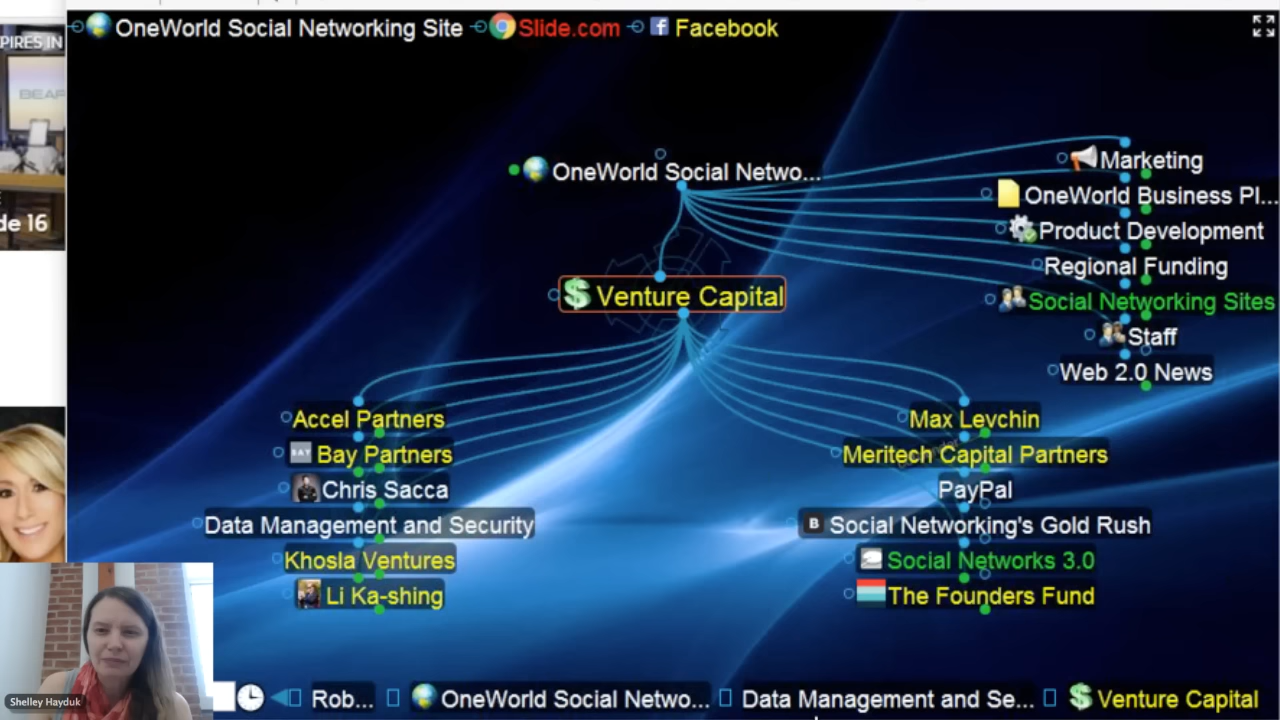 OneWorld Social Networking Site Slide.com Facebook
PIRES IN
BEAR
de 16
OneWorld Social Netwo...
Marketing
OneWorld Business Pl...
Product Development
Regional Funding
Social Networking Sites
Staff
Web 2.0 News
Venture Capital
Accel Partners
Bay Partners
Chris Sacca
Data Management and Security
Khosla Ventures
Li Ka-shing
Max Levchin
Meritech Capital Partners
PayPal
B Social Networking's Gold Rush
Social Networks 3.0
The Founders Fund
Shelley Hayduk
Rob... OneWorld Social Netwo... Data Management and Se... Venture Capital